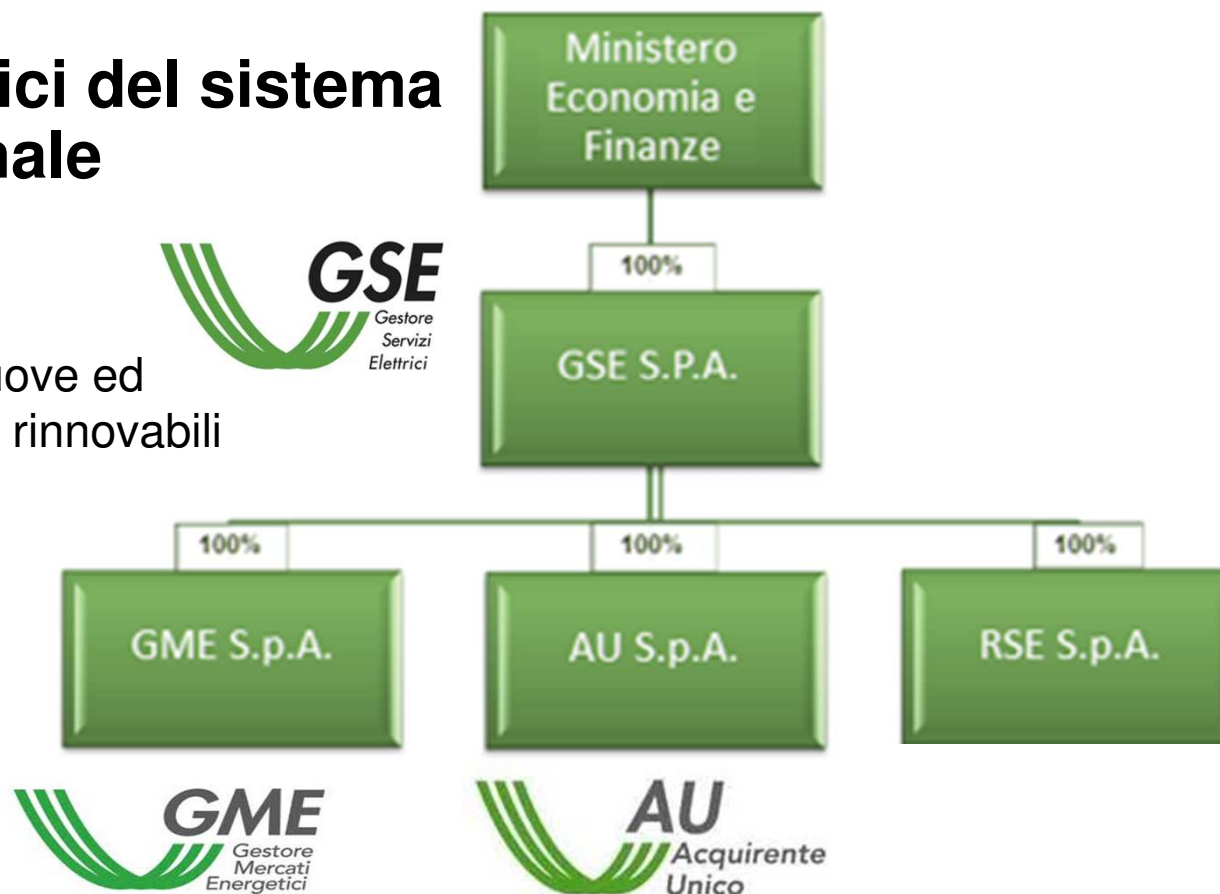 ici del sistema
nale
uove ed
rinnovabili
GSE
Gestore
Servizi
Elettrici
Ministero
Economia e
Finanze
100%
GSE S.P.A.
100%
100%
100%
GME S.p.A.
AU S.p.A.
RSE S.p.A.
GME
Gestore
Mercati
Energetici
AU
Acquirente
Unico